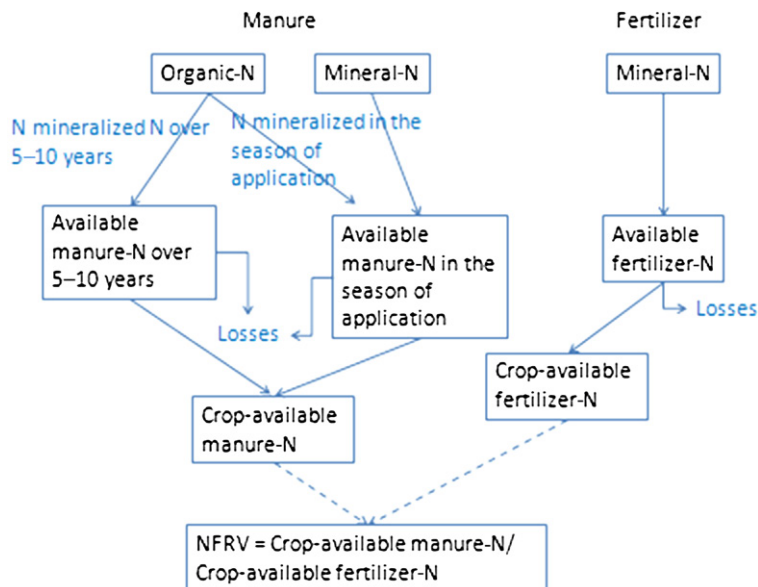 Manure
Fertilizer
Organic-N
Mineral-N
Mineral-N
N mineralized N over
5–10 years
N mineralized in the
season of
application
Available
manure-N over
5–10 years
Available
manure-N in the
season of
application
Available
fertilizer-N
Losses
Losses
Crop-available
manure-N
Crop-available
fertilizer-N
NFRV = Crop-available manure-N/
Crop-available fertilizer-N